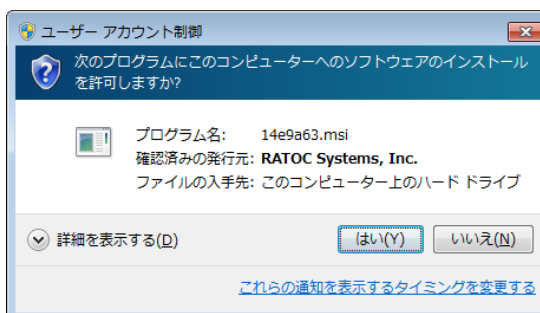 ユーザー アカウント制御
次のプログラムにこのコンピューターへのソフトウェアのインストール
を許可しますか?
プログラム名: 14e9a63.msi
確認済みの発行元: RATOC Systems, Inc.
ファイルの入手先: このコンピューター上のハード ドライブ
詳細を表示する(D) はい(Y) いいえ(N)
これらの通知を表示するタイミングを変更する